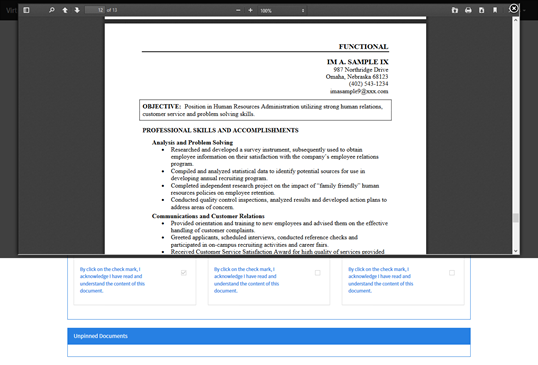 12 of 13
100%
FUNCTIONAL
IM A. SAMPLE IX
987 Northridge Drive
Omaha, Nebraska 68123
(402) 543-1234
imasample9@xxx.com
OBJECTIVE: Position in Human Resources Administration utilizing strong human relations,
customer service and problem solving skills.
PROFESSIONAL SKILLS AND ACCOMPLISHMENTS
Analysis and Problem Solving
• Researched and developed a survey instrument, subsequently used to obtain
employee information on their satisfaction with the company's employee relations
program.
• Compiled and analyzed statistical data to identify potential sources for use in
developing annual recruiting program.
• Completed independent research project on the impact of "family friendly" human
resources policies on employee retention.
• Conducted quality control inspections, analyzed results and developed action plans to
address areas of concern.
Communications and Customer Relations
• Provided orientation and training to new employees and advised them on the effective
handling of customer complaints.
• Greeted applicants, scheduled interviews, conducted reference checks and
participated in on-campus recruiting activities and career fairs.
• Received Customer Service Satisfaction Award for high quality of services provided
By click on the check mark, I
acknowledge I have read and
understand the content of this
document.
By click on the check mark, I
acknowledge I have read and
understand the content of this
document.
By click on the check mark, I
acknowledge I have read and
understand the content of this
document.
Unpinned Documents